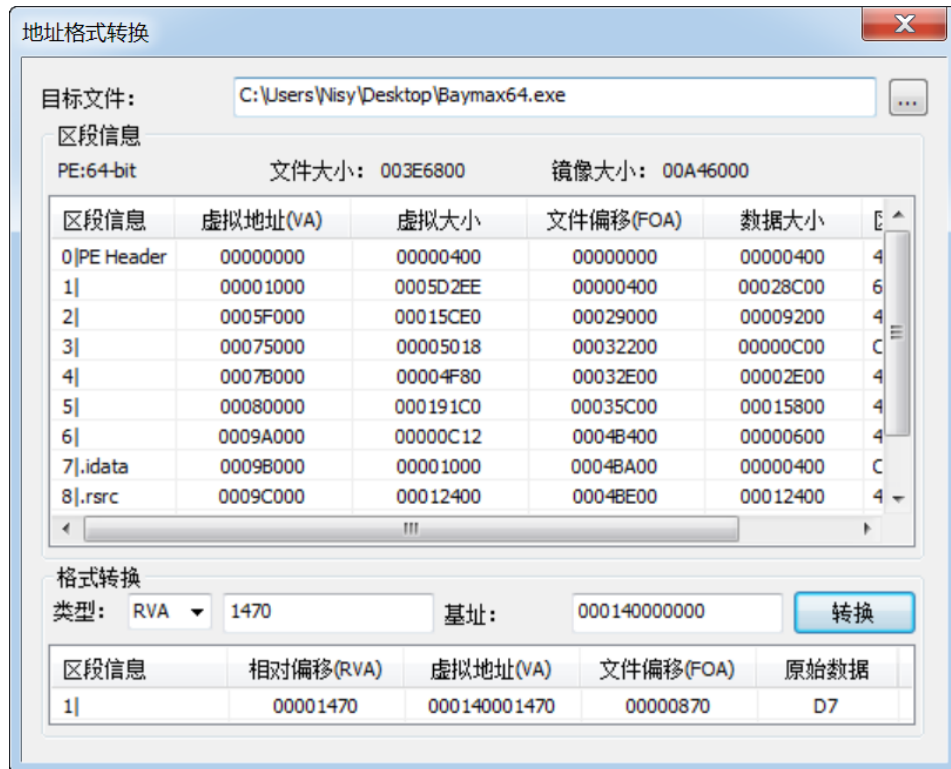 地址格式转换
目标文件: C:\Users\Nisy\Desktop\Baymax64.exe ...
区段信息
PE:64-bit 文件大小: 003E6800 镜像大小: 00A46000
区段信息 虚拟地址(VA) 虚拟大小 文件偏移(FOA) 数据大小
0|PE Header 00000000 00000400 00000000 00000400 4
1| 00001000 0005D2EE 00000400 00028C00 6
2| 0005F000 00015CE0 00029000 00009200 4
3| 00075000 00005018 00032200 00000C00 C
4| 0007B000 00004F80 00032E00 00002E00 4
5| 00080000 000191C0 00035C00 00015800 4
6| 0009A000 00000C12 0004B400 00000600 4
7|.idata 0009B000 00001000 0004BA00 00000400 C
8|.rsrc 0009C000 00012400 0004BE00 00012400 4
格式转换
类型: RVA 1470 基址: 000140000000 转换
区段信息 相对偏移(RVA) 虚拟地址(VA) 文件偏移(FOA) 原始数据
1| 00001470 000140001470 00000870 D7